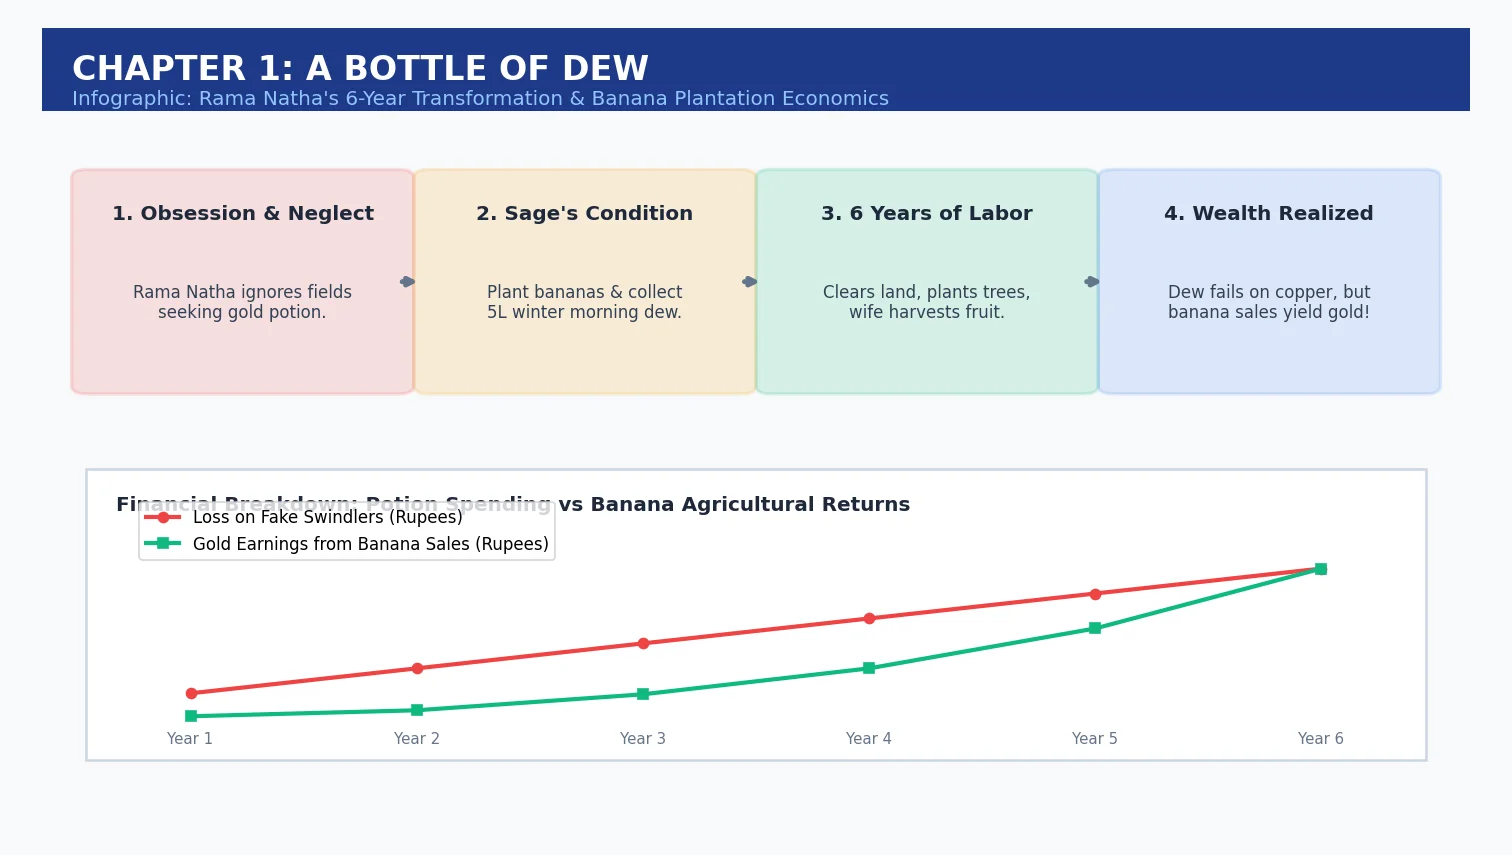 CHAPTER 1: A BOTTLE OF DEW
Infographic: Rama Natha's 6-Year Transformation & Banana Plantation Economics
1. Obsession & Neglect
Rama Natha ignores fields
seeking gold potion.
2. Sage's Condition
Plant bananas & collect
5L winter morning dew.
3. 6 Years of Labor
Clears land, plants trees,
wife harvests fruit.
4. Wealth Realized
Dew fails on copper, but
banana sales yield gold!
Financial Breakdown: Potion Spending vs Banana Agricultural Returns
Loss on Fake Swindlers (Rupees)
Gold Earnings from Banana Sales (Rupees)
Year 1 Year 2 Year 3 Year 4 Year 5 Year 6